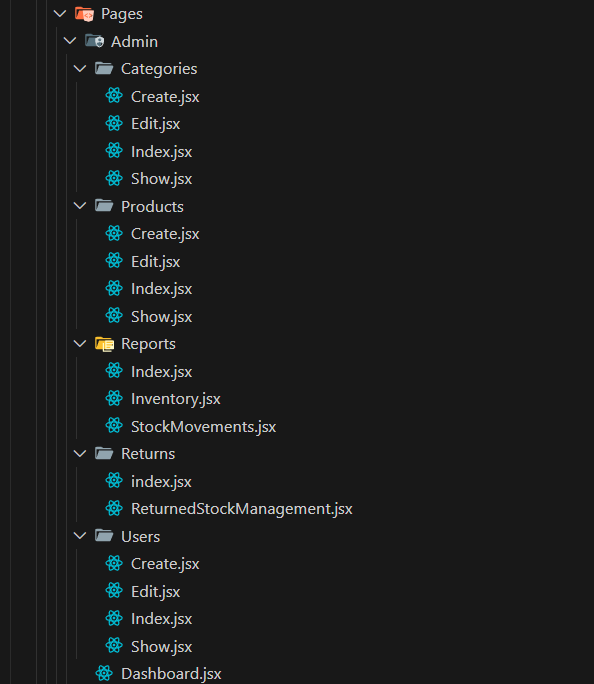 Pages
Admin
Categories
Create.jsx
Edit.jsx
Index.jsx
Show.jsx
Products
Create.jsx
Edit.jsx
Index.jsx
Show.jsx
Reports
Index.jsx
Inventory.jsx
StockMovements.jsx
Returns
index.jsx
ReturnedStockManagement.jsx
Users
Create.jsx
Edit.jsx
Index.jsx
Show.jsx
Dashboard.jsx